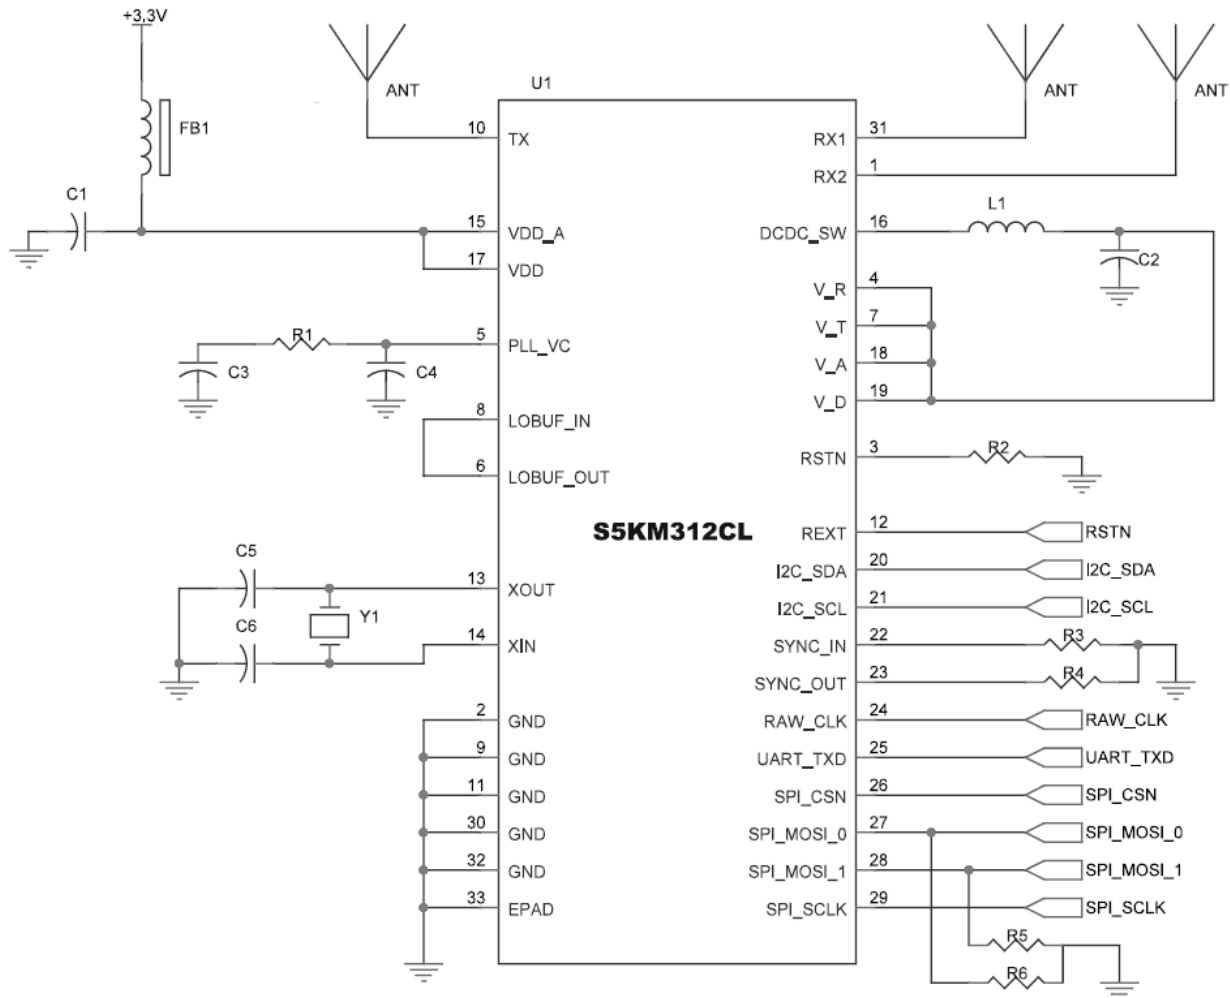 +3,3V
ANT
U1
ANT
ANT
FB1
10 TX
RX1 31
RX2 1
C1
L1
15 VDD_A
DCDC_SW 16
17 VDD
C2
V_R 4
V_T 7
R1
5 PLL_VC
C3
C4
V_A 18
V_D 19
8 LOBUF_IN
RSTN 3
R2
6 LOBUF_OUT
S5KM312CL
REXT 12 RSTN
C5
I2C_SDA 20 I2C_SDA
13 XOUT
I2C_SCL 21 I2C_SCL
Y1
C6
14 XIN
SYNC_IN 22 R3
SYNC_OUT 23 R4
2 GND
RAW_CLK 24 RAW_CLK
9 GND
UART_TXD 25 UART_TXD
11 GND
SPI_CSN 26 SPI_CSN
30 GND
SPI_MOSI_0 27 SPI_MOSI_0
32 GND
SPI_MOSI_1 28 SPI_MOSI_1
33 EPAD
SPI_SCLK 29 SPI_SCLK
R5
R6